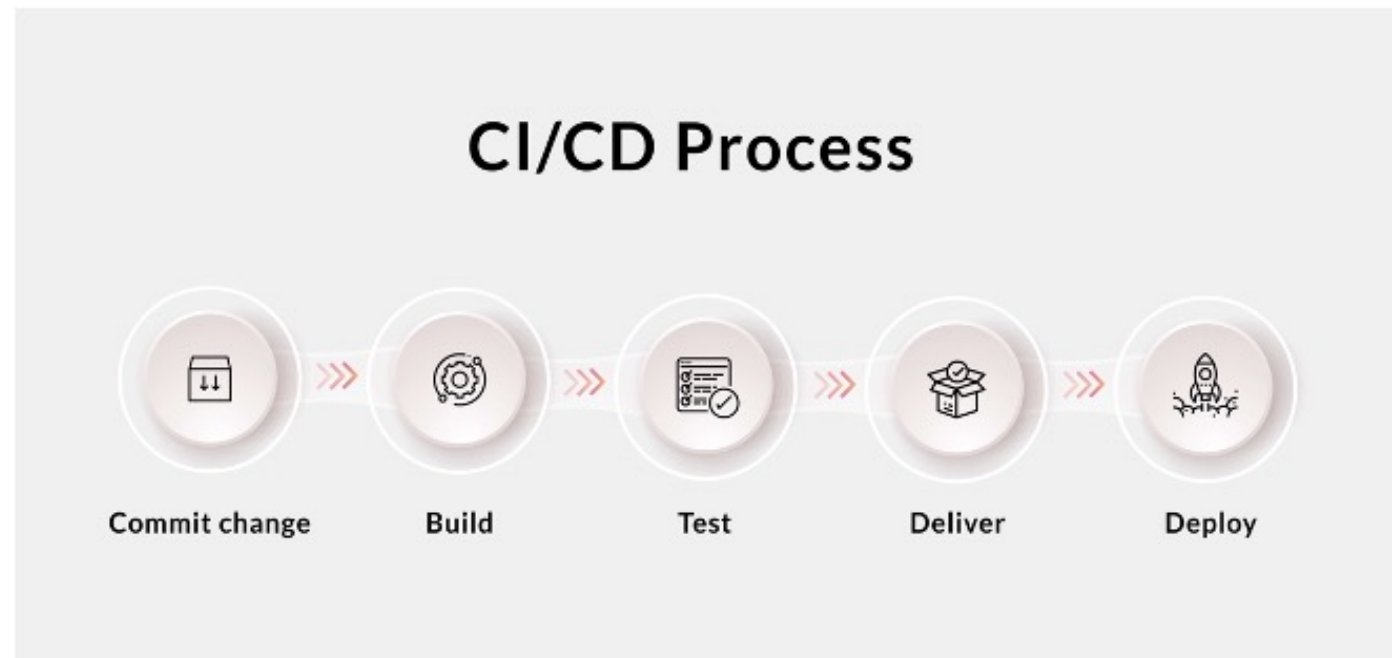 CI/CD Process
Commit change
Build
Test
Deliver
Deploy